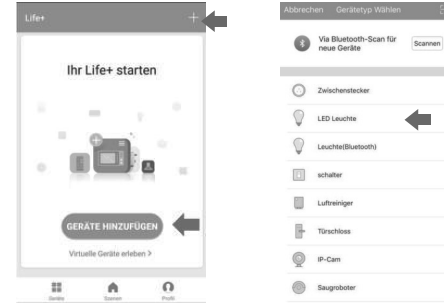 Life+
Ihr Life+ starten
GERÄTE HINZUFÜGEN
Virtuelle Geräte erleben >
Geräte
Szenen
Profil
Abbrechen Gerätetyp Wählen
Via Bluetooth-Scan für
neue Geräte
Scannen
Zwischenstecker
LED Leuchte
Leuchte(Bluetooth)
schalter
Luftreiniger
Türschloss
IP-Cam
Saugroboter